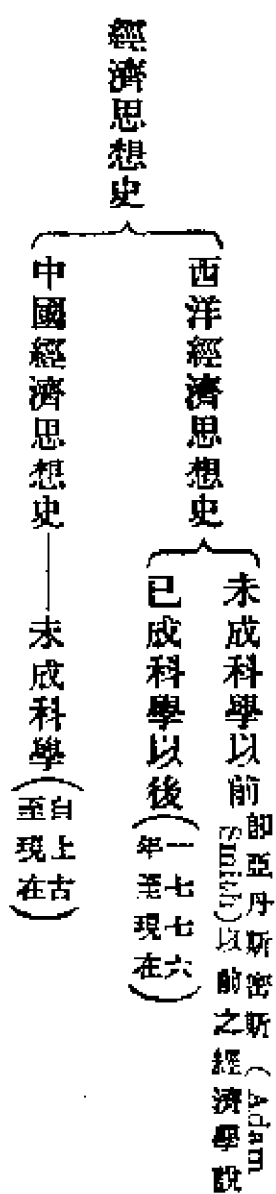 經濟思想史
西洋經濟思想史
未成科學以前
即亞丹斯密斯（Adam
Smith)以前之經濟學說
已成科學以後
（一七七六
年至現在）
中國經濟思想史——未成科學
（自上古
至現在）